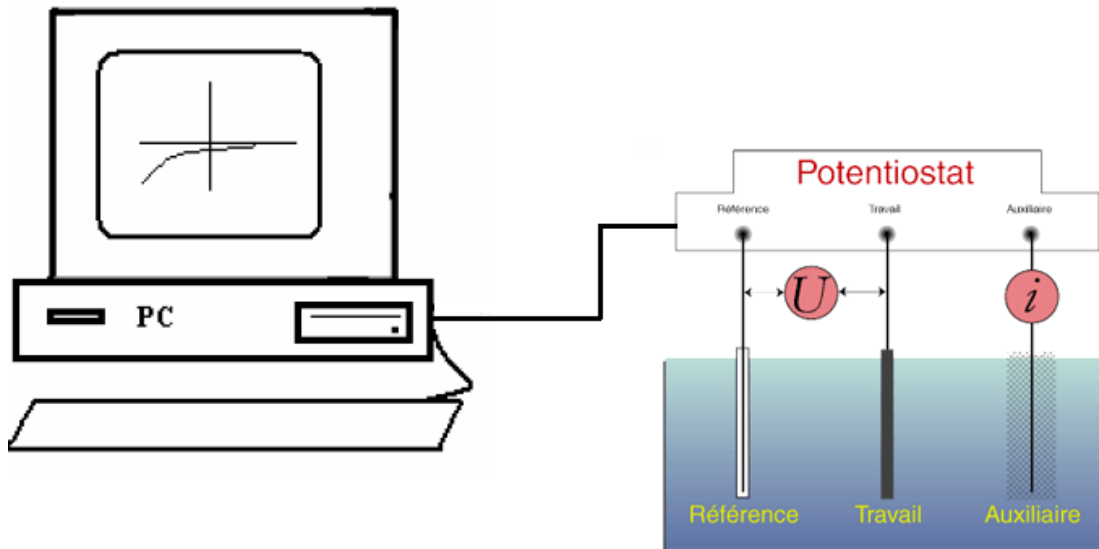 PC
Potentiostat
Référence Travail Auxiliaire
U i
Référence Travail Auxiliaire